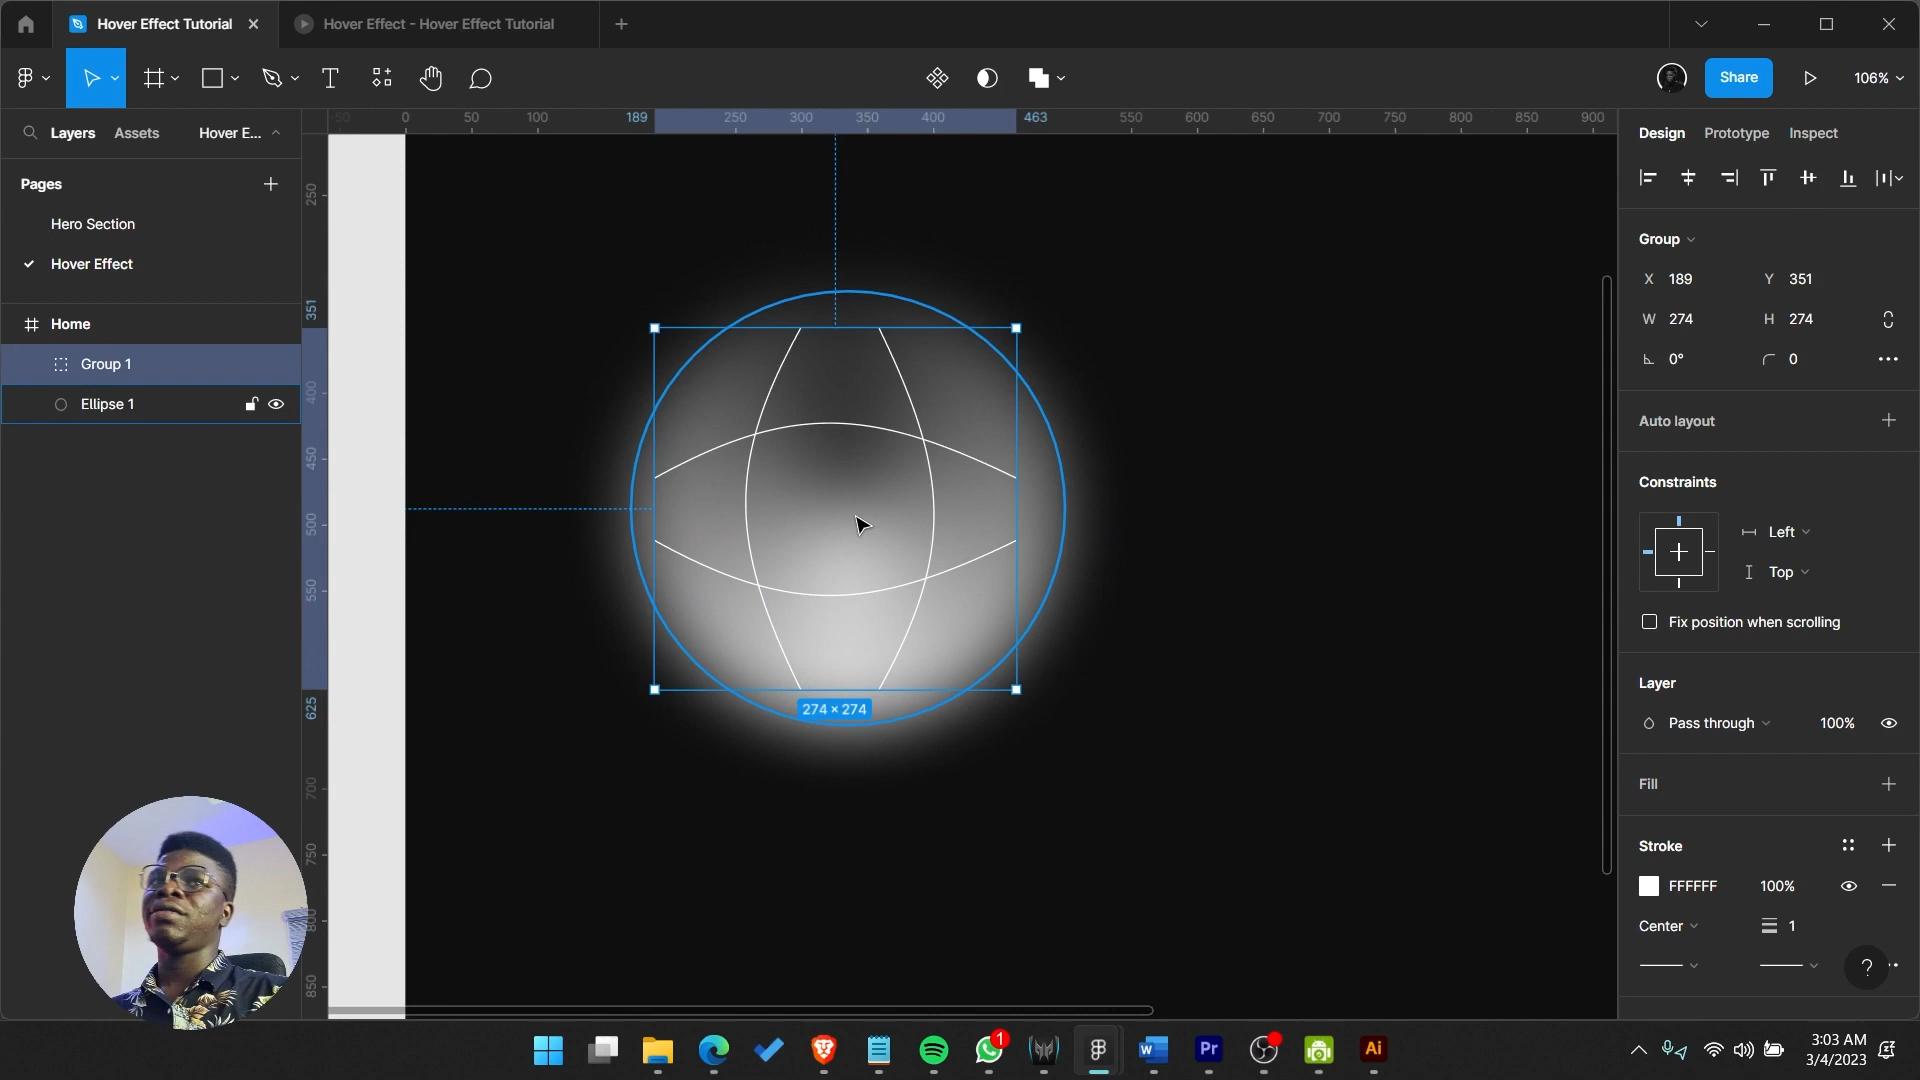 Hover Effect Tutorial
Hover Effect - Hover Effect Tutorial
Share
106%
Layers
Assets
Hover E...
Pages
Hero Section
Hover Effect
Home
Group 1
Ellipse 1
-50
0
50
100
189
250
300
350
400
463
550
600
650
700
750
800
850
900
250
351
400
450
500
550
625
700
750
800
850
274 × 274
Design
Prototype
Inspect
Group
X 189
Y 351
W 274
H 274
0°
0
Auto layout
Constraints
Left
Top
Fix position when scrolling
Layer
Pass through
100%
Fill
Stroke
FFFFFF
100%
Center
1
?
1
W
Pr
Ai
3:03 AM
3/4/2023